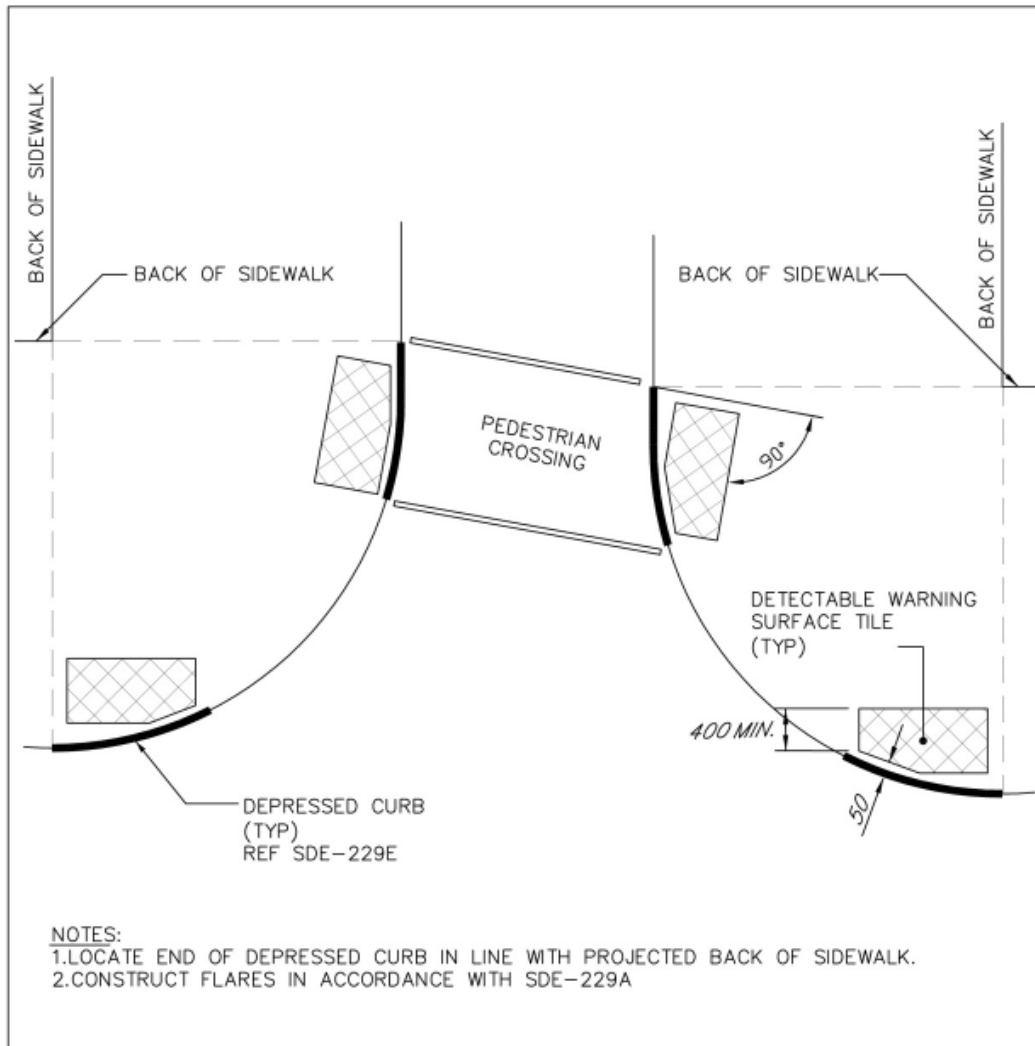 BACK OF SIDEWALK
BACK OF SIDEWALK
BACK OF SIDEWALK
BACK OF SIDEWALK
PEDESTRIAN
CROSSING
90°
DETECTABLE WARNING
SURFACE TILE
(TYP)
400 MIN.
50
DEPRESSED CURB
(TYP)
REF SDE-229E
NOTES:
1.LOCATE END OF DEPRESSED CURB IN LINE WITH PROJECTED BACK OF SIDEWALK.
2.CONSTRUCT FLARES IN ACCORDANCE WITH SDE-229A